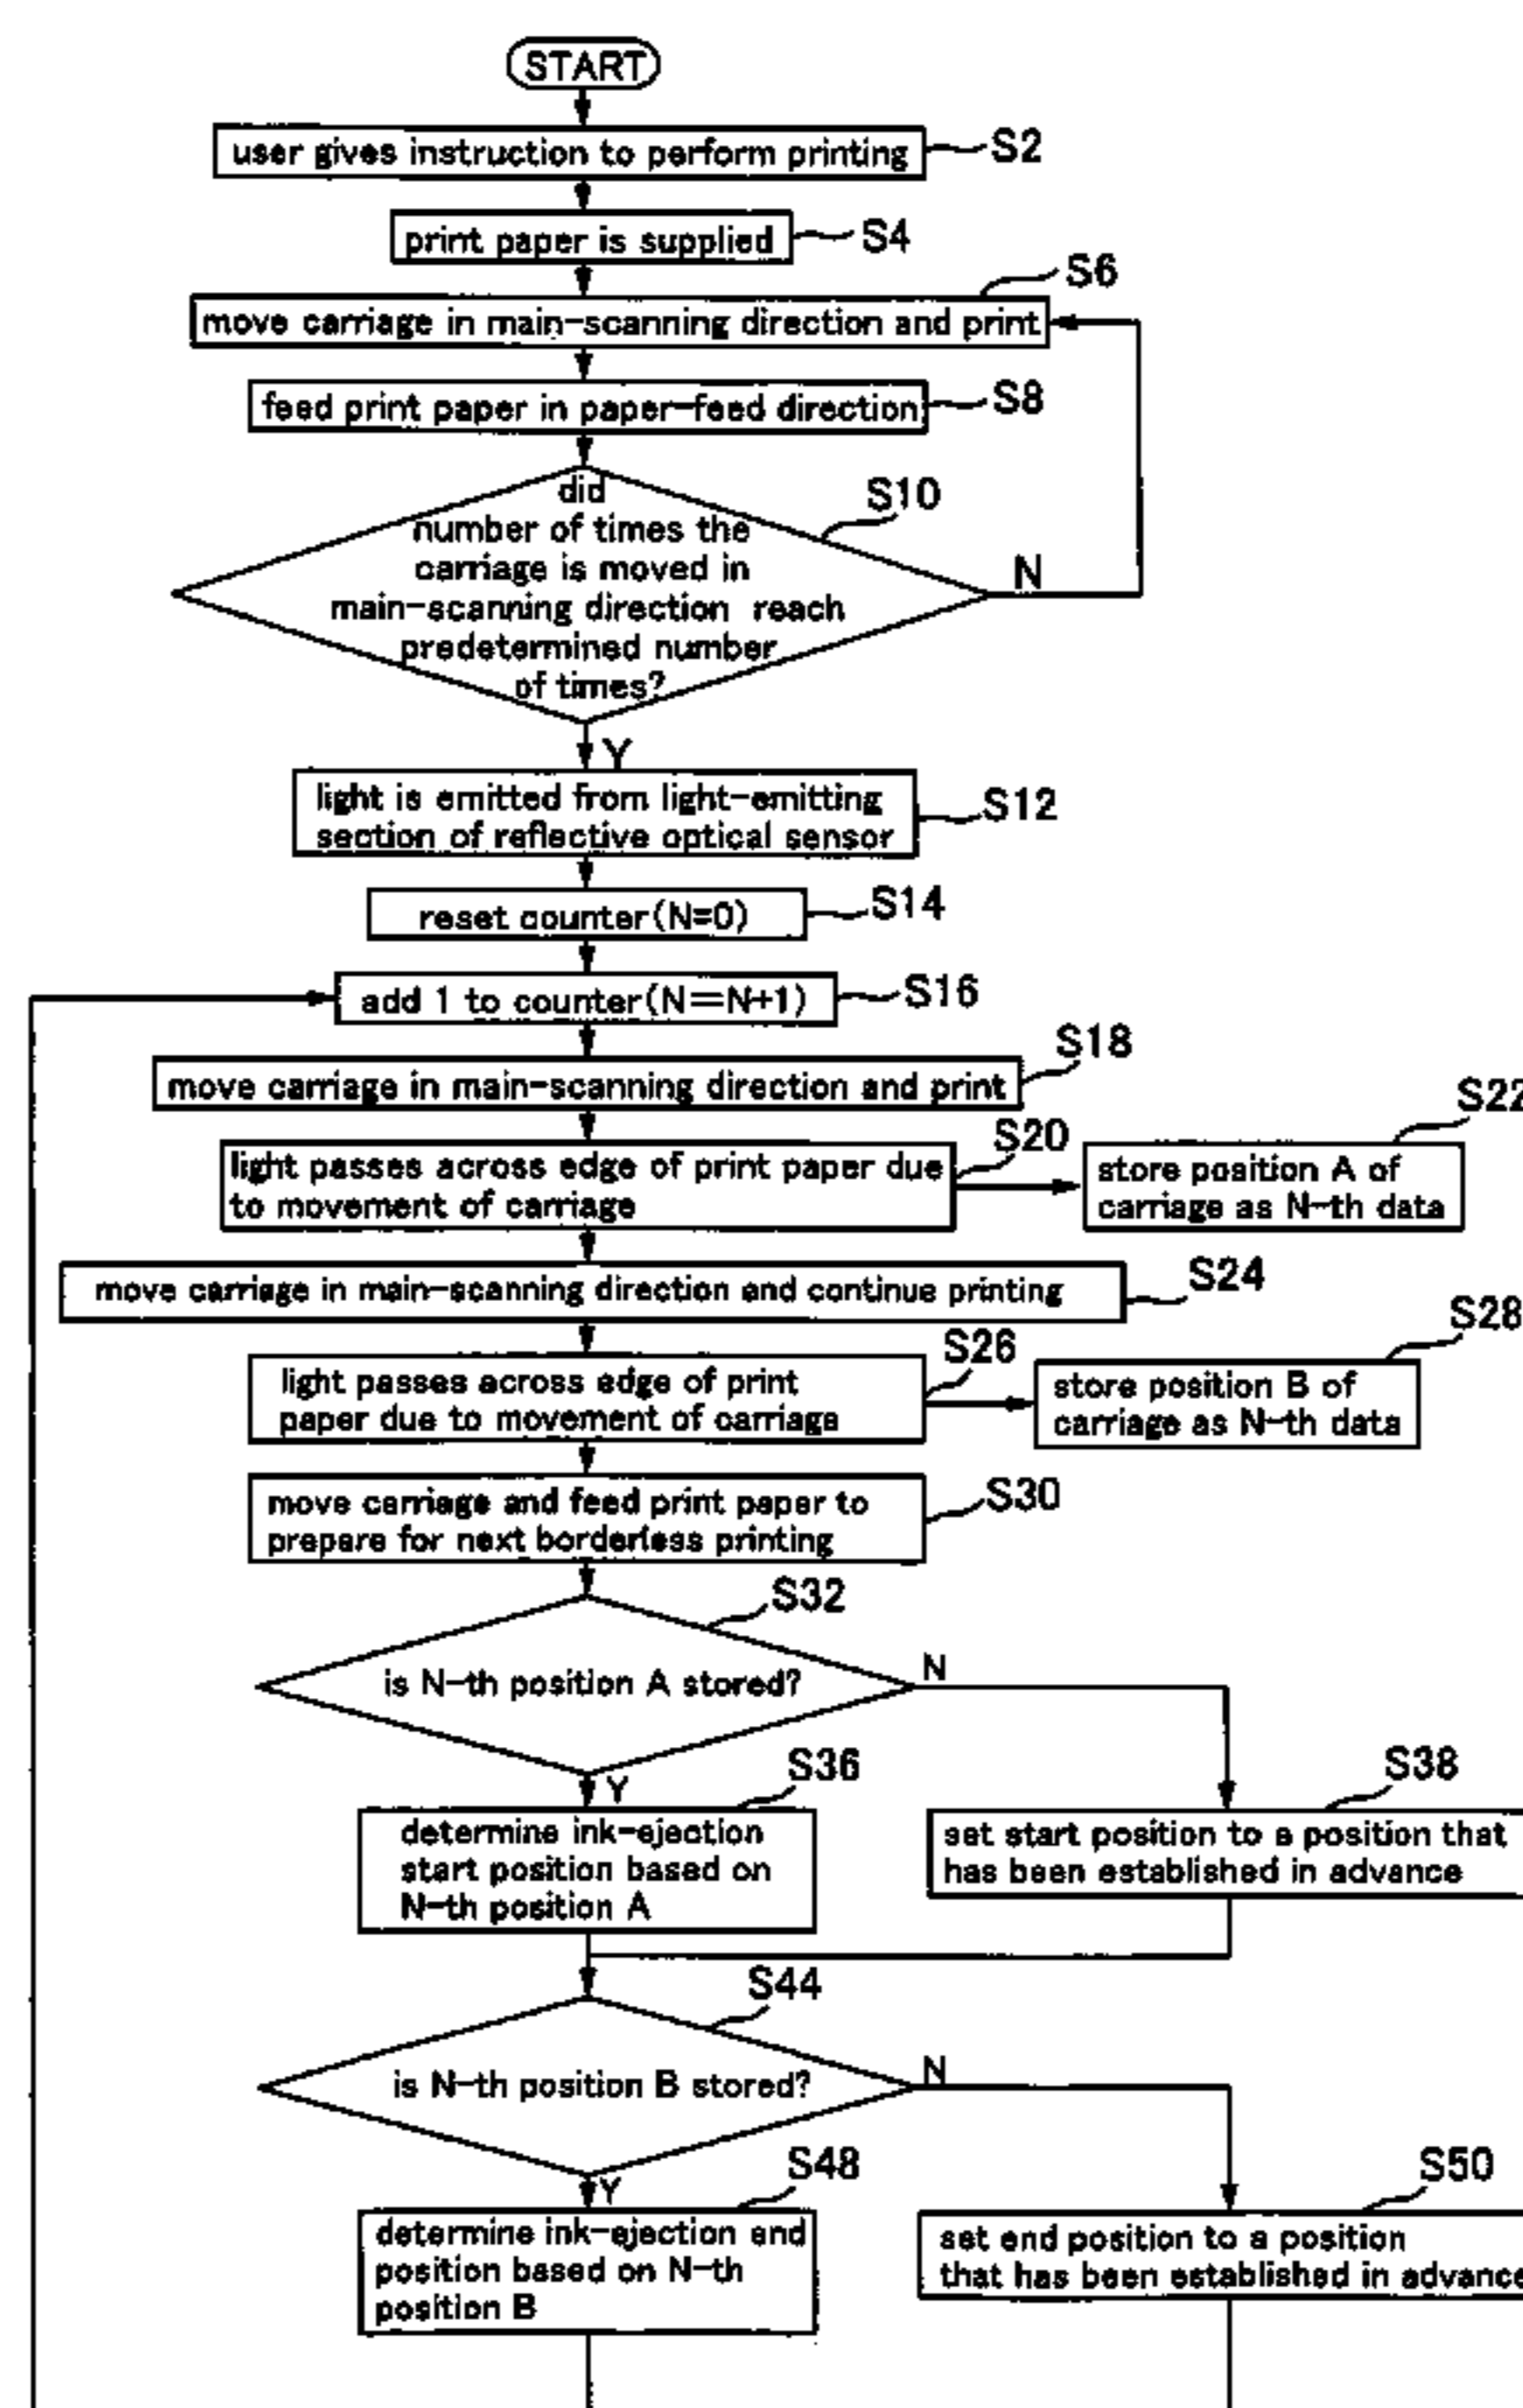 START
user gives instruction to perform printing
S2
print paper is supplied
S4
S6
move carriage in main-scanning direction and print
feed print paper in paper-feed direction
S8
did
number of times the
carriage is moved in
main-scanning direction reach
predetermined number
of times?
S10
N
Y
light is emitted from light-emitting
section of reflective optical sensor
S12
reset counter(N=0)
S14
add 1 to counter(N=N+1)
S16
S18
move carriage in main-scanning direction and print
S20
light passes across edge of print paper due
to movement of carriage
S22
store position A of
carriage as N-th data
move carriage in main-scanning direction and continue printing
S24
S26
light passes across edge of print
paper due to movement of carriage
S28
store position B of
carriage as N-th data
move carriage and feed print paper to
prepare for next borderless printing
S30
S32
is N-th position A stored?
N
Y
S36
determine ink-ejection
start position based on
N-th position A
S38
set start position to a position that
has been established in advance
S44
is N-th position B stored?
N
Y
S48
determine ink-ejection end
position based on N-th
position B
S50
set end position to a position
that has been established in advance